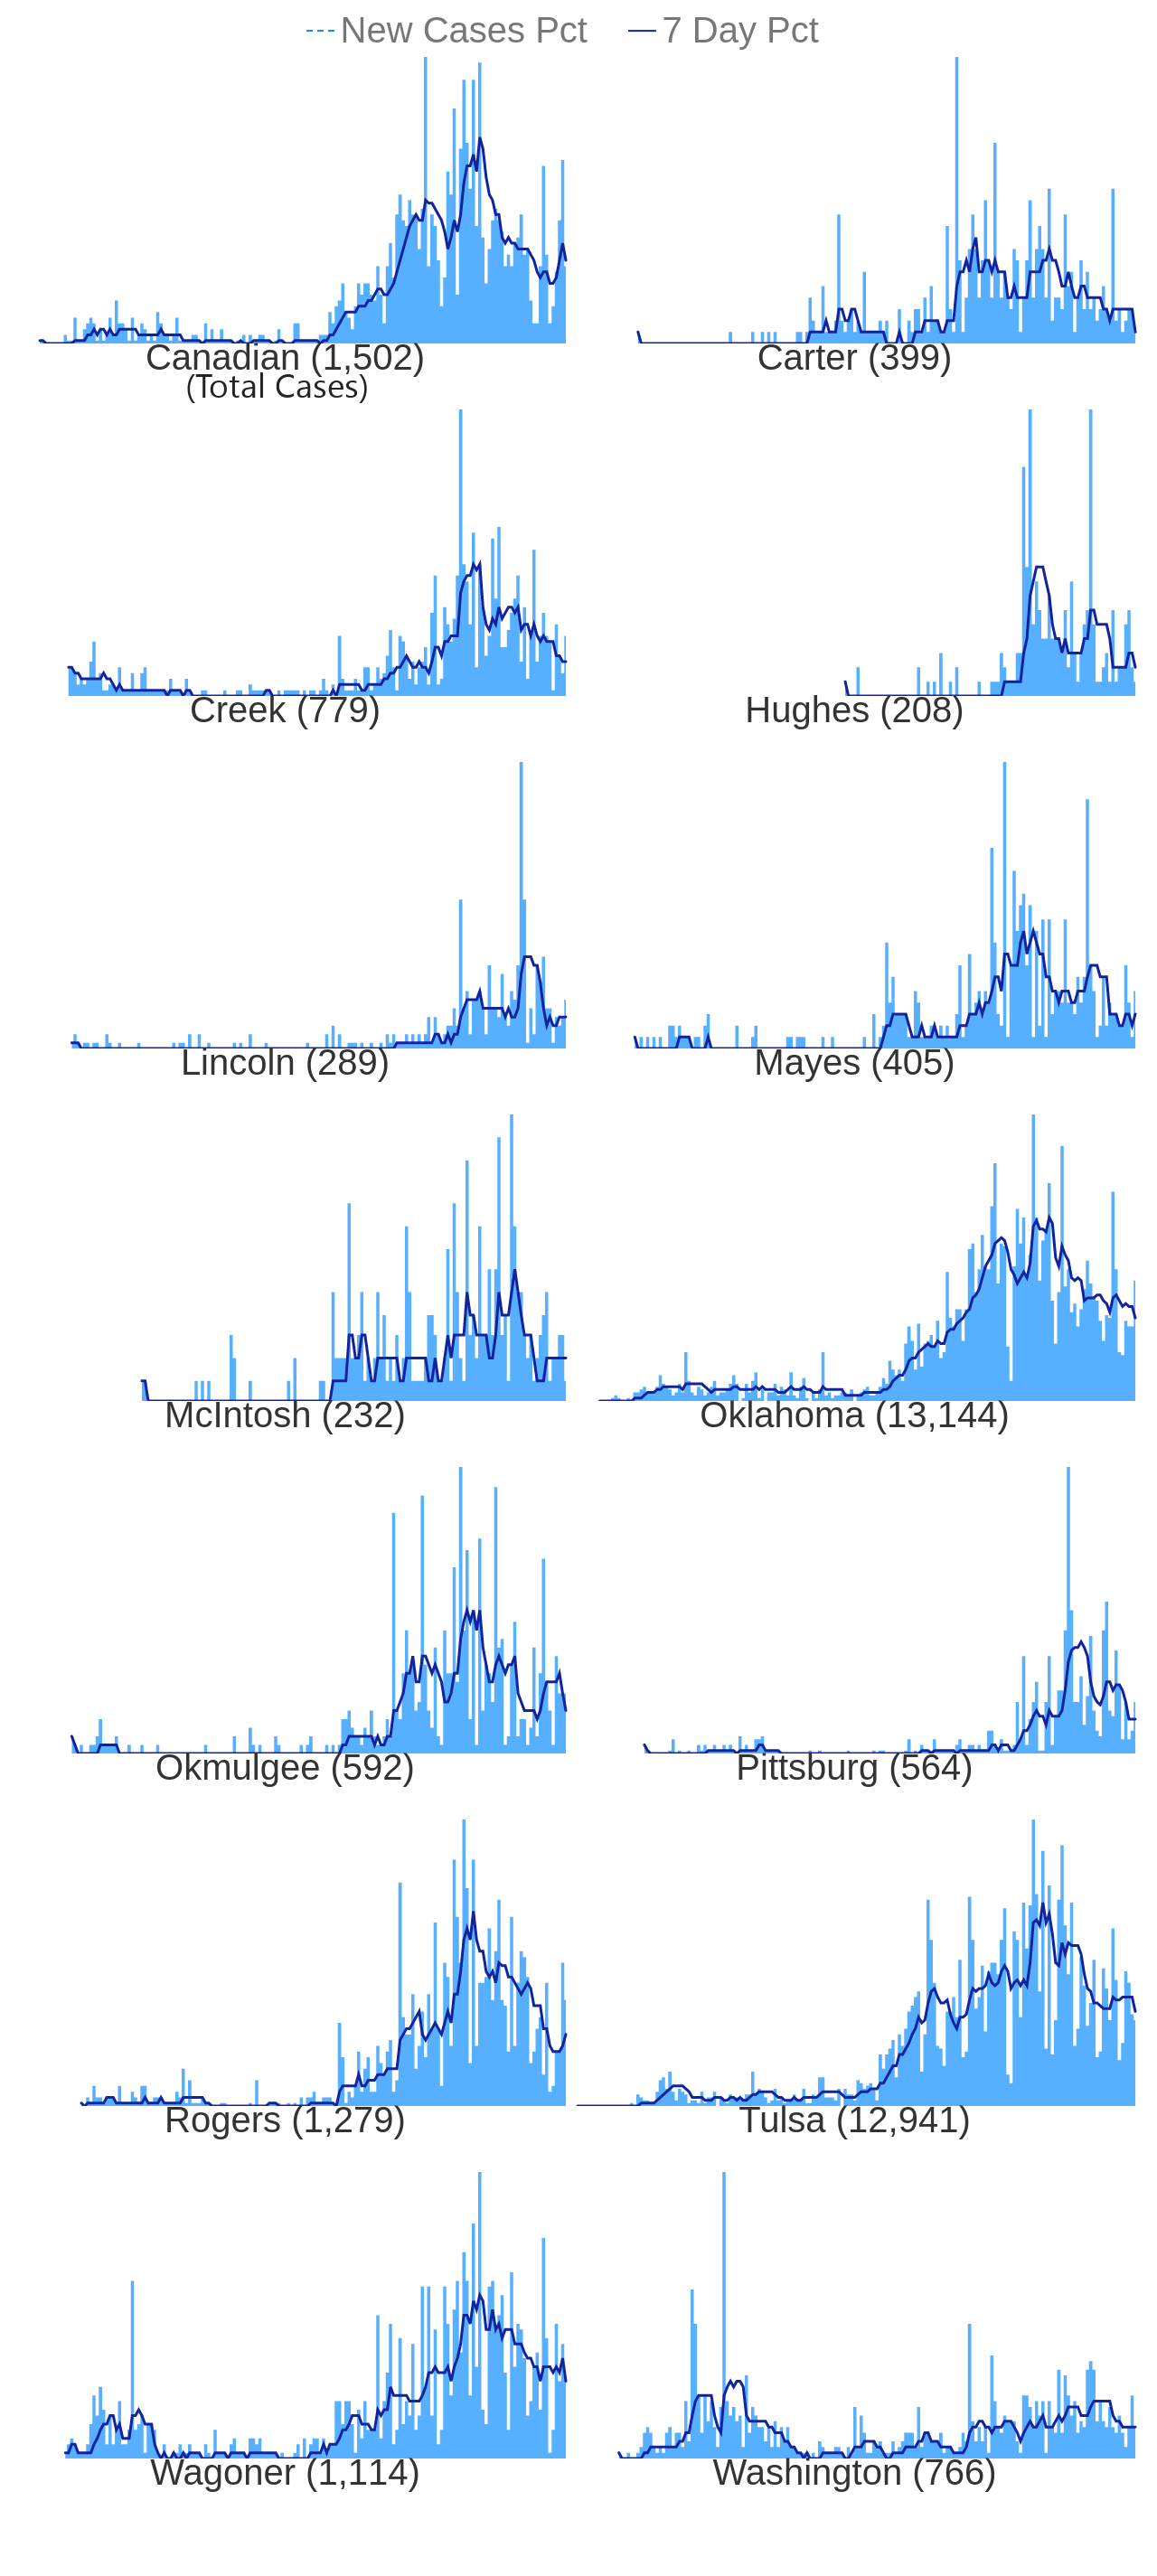 New Cases Pct 7 Day Pct
Canadian (1,502) Carter (399)
(Total Cases)
Creek (779) Hughes (208)
Lincoln (289) Mayes (405)
McIntosh (232) Oklahoma (13,144)
Okmulgee (592) Pittsburg (564)
Rogers (1,279) Tulsa (12,941)
Wagoner (1,114) Washington (766)